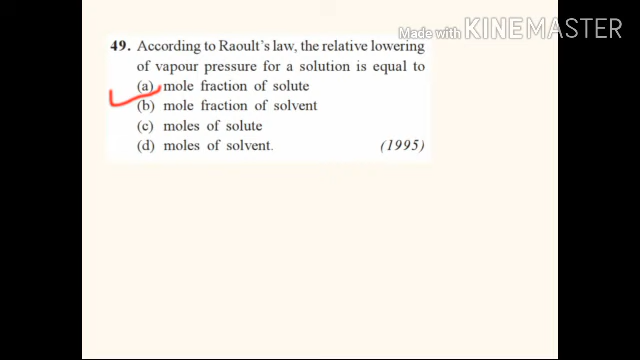 Made with KINEMASTER
49. According to Raoult's law, the relative lowering
of vapour pressure for a solution is equal to
(a) mole fraction of solute
(b) mole fraction of solvent
(c) moles of solute
(d) moles of solvent. (1995)